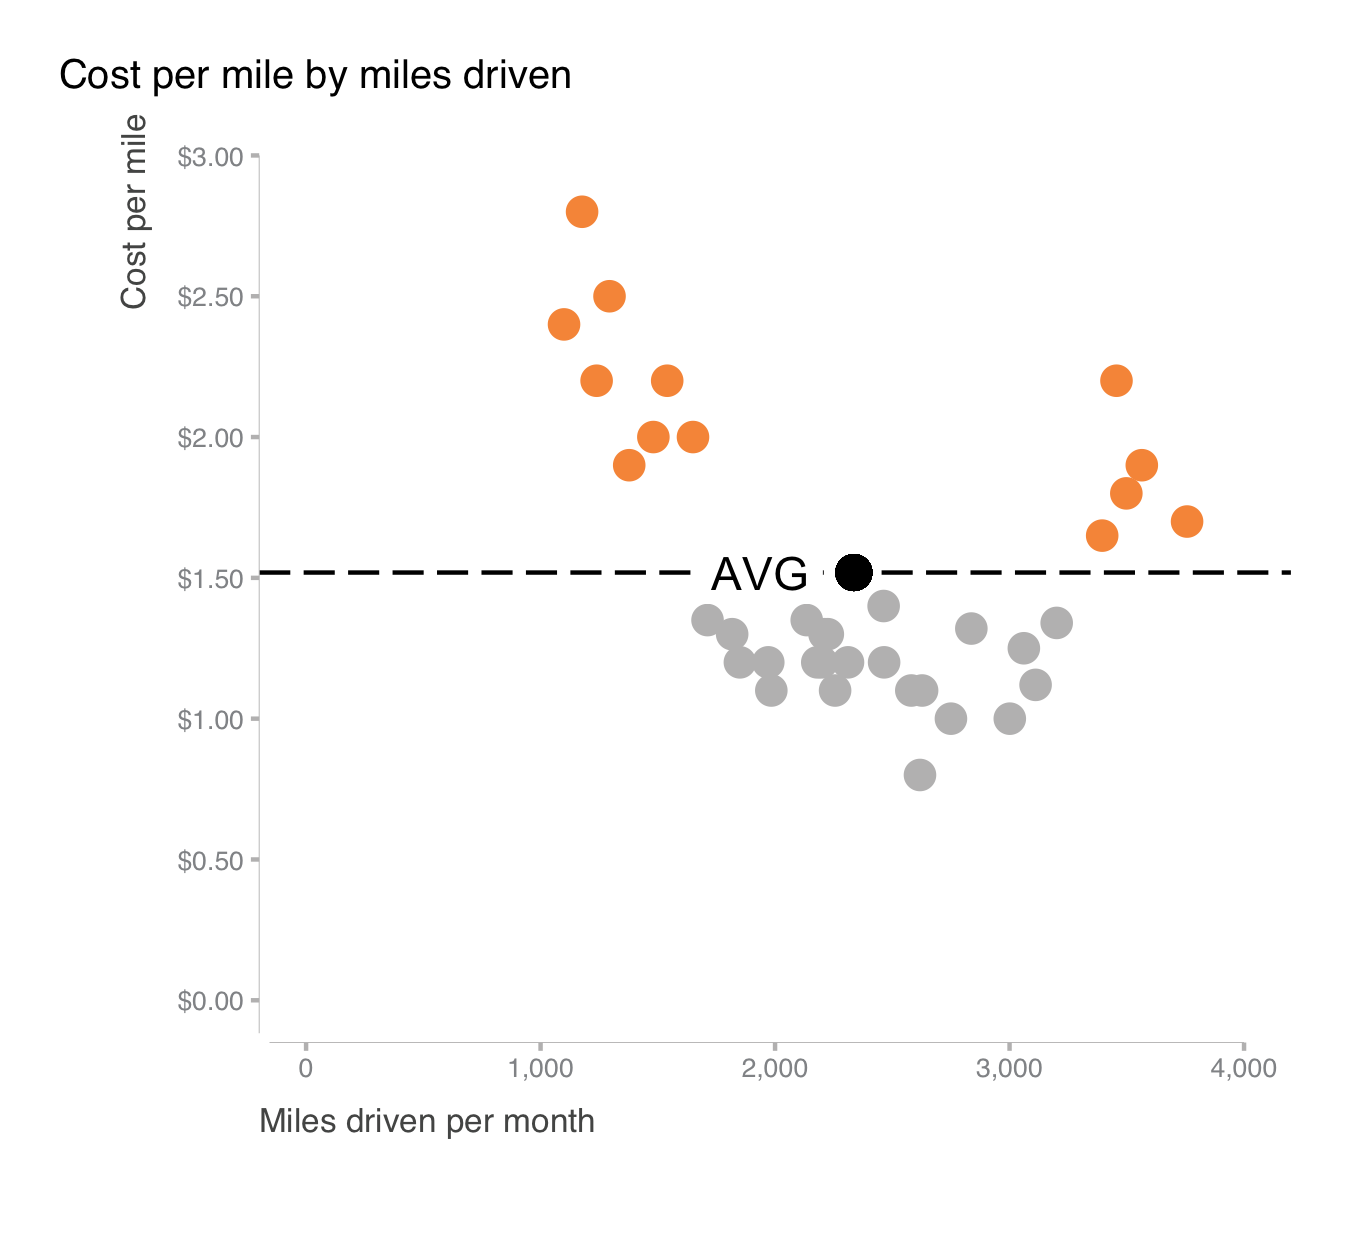 Cost per mile by miles driven
Cost per mile
$3.00
$2.50
$2.00
$1.50
$1.00
$0.50
$0.00
AVG
0 1,000 2,000 3,000 4,000
Miles driven per month